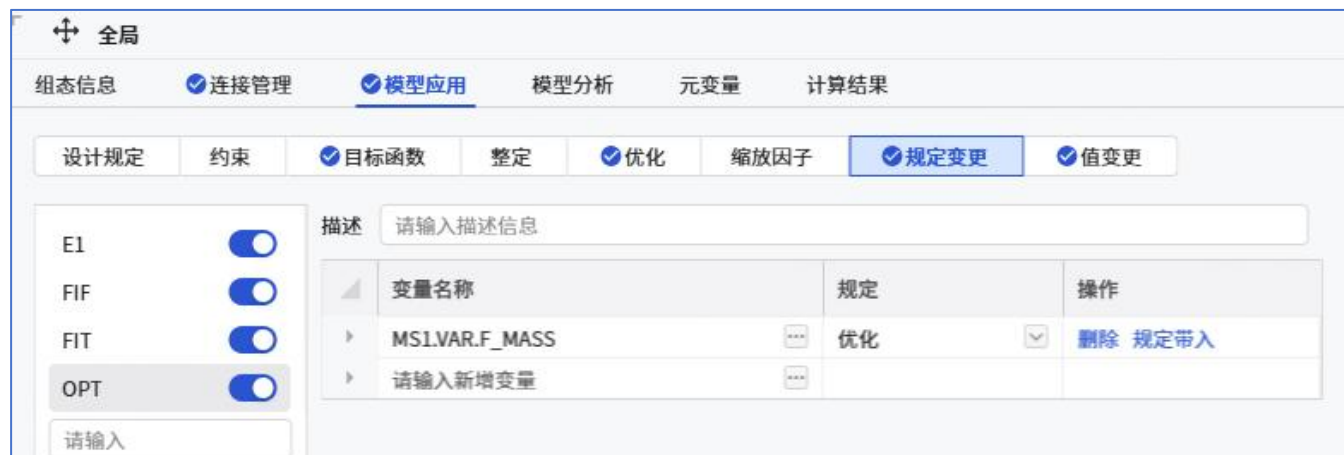 全局
组态信息 连接管理 模型应用 模型分析 元变量 计算结果
设计规定 约束 目标函数 整定 优化 缩放因子 规定变更 值变更
描述 请输入描述信息
E1
FIF
FIT
OPT
请输入
变量名称 规定 操作
MS1.VAR.F_MASS 优化 删除 规定带入
请输入新增变量